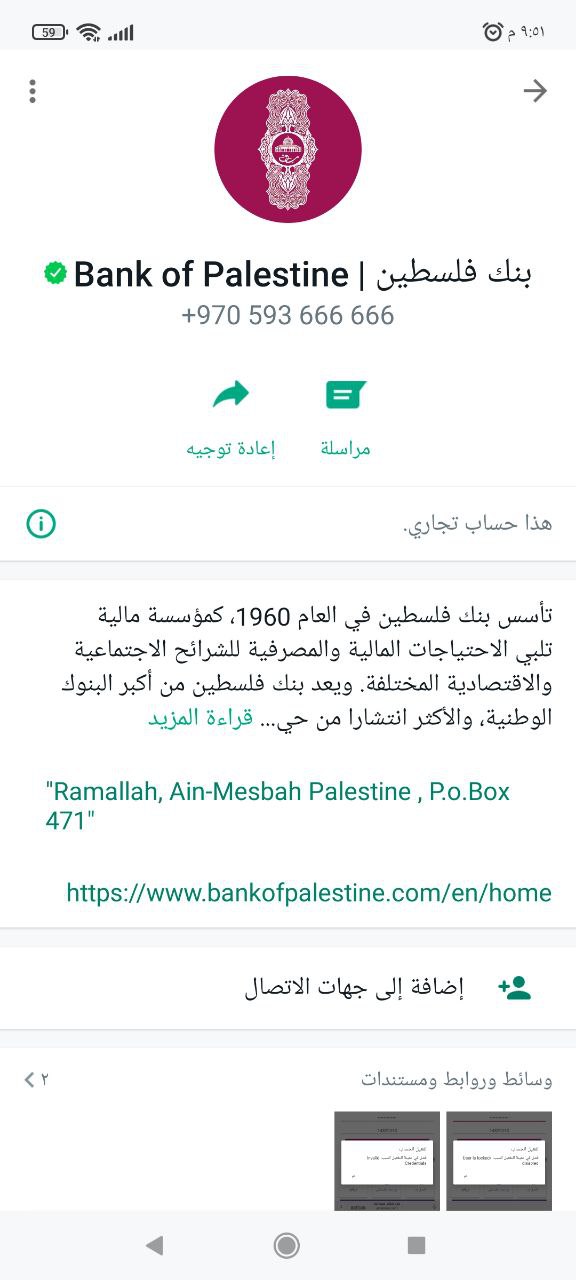 ٩:٥١ م
59
بنك فلسطين | Bank of Palestine
+970 593 666 666
مراسلة
إعادة توجيه
هذا حساب تجاري.
تأسس بنك فلسطين في العام 1960، كمؤسسة مالية
تلبي الاحتياجات المالية والمصرفية للشرائح الاجتماعية
والاقتصادية المختلفة. ويعد بنك فلسطين من أكبر البنوك
الوطنية، والأكثر انتشارا من حي... قراءة المزيد
"Ramallah, Ain-Mesbah Palestine , P.o.Box
471"
https://www.bankofpalestine.com/en/home
إضافة إلى جهات الاتصال
وسائط وروابط ومستندات
٢